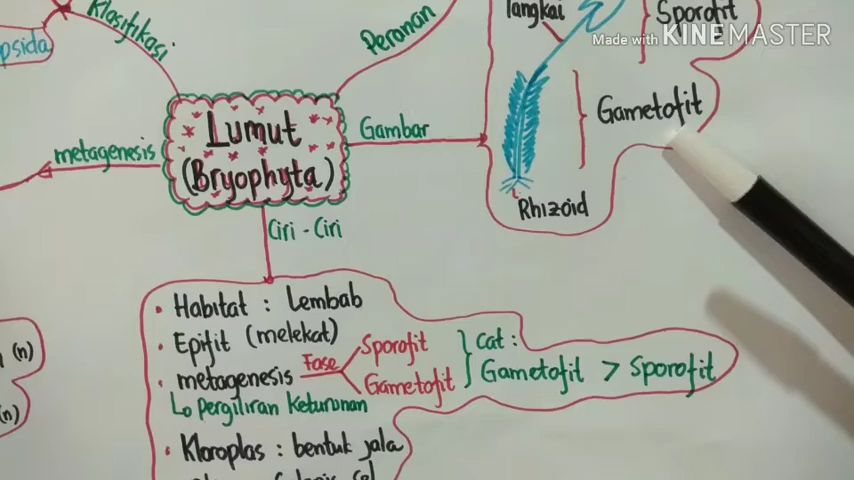 Klasifikasi
psida
Peranan
tangkai
Sporofit
Made with KINEMASTER
Gametofit
Lumut
(Bryophyta)
Gambar
metagenesis
Rhizoid
Ciri - Ciri
• Habitat : Lembab
• Epifit (melekat)
• metagenesis Fase Sporofit
Gametofit
cat :
Gametofit > Sporofit
Lo Pergiliran Keturunan
• Kloroplas : bentuk jala
(n)
(n)